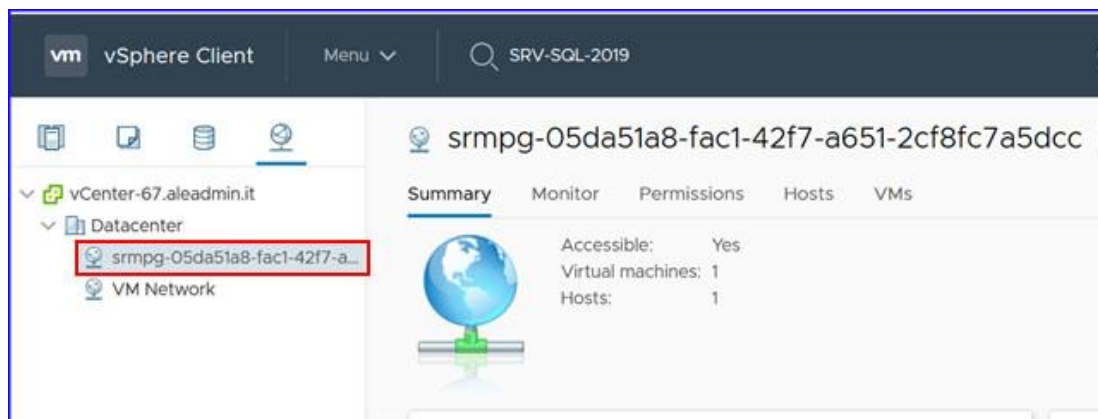 vm vSphere Client Menu SRV-SQL-2019
srmpg-05da51a8-fac1-42f7-a651-2cf8fc7a5dcc
vCenter-67.aleadmin.it
Datacenter
srmpg-05da51a8-fac1-42f7-a...
VM Network
Summary Monitor Permissions Hosts VMs
Accessible: Yes
Virtual machines: 1
Hosts: 1